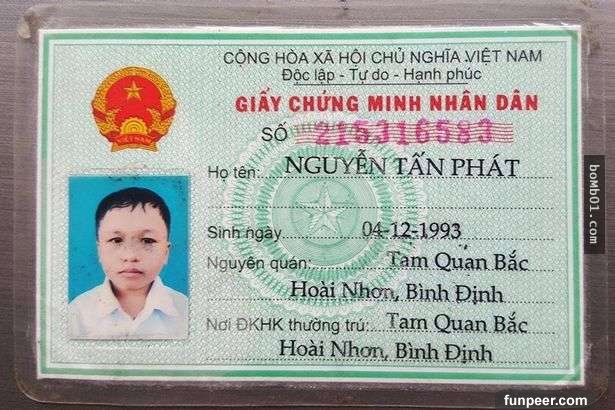 CỘNG HÒA XÃ HỘI CHỦ NGHĨA VIỆT NAM
Độc lập - Tự do - Hạnh phúc
GIẤY CHỨNG MINH NHÂN DÂN
SỐ 215316583
Họ tên: NGUYỄN TẤN PHÁT
Sinh ngày 04-12-1993
Nguyên quán: Tam Quan Bắc
Hoài Nhơn, Bình Định
Nơi ĐKHK thường trú: Tam Quan Bắc
Hoài Nhơn, Bình Định
VIỆT NAM
boMb01.com
funpeer.com